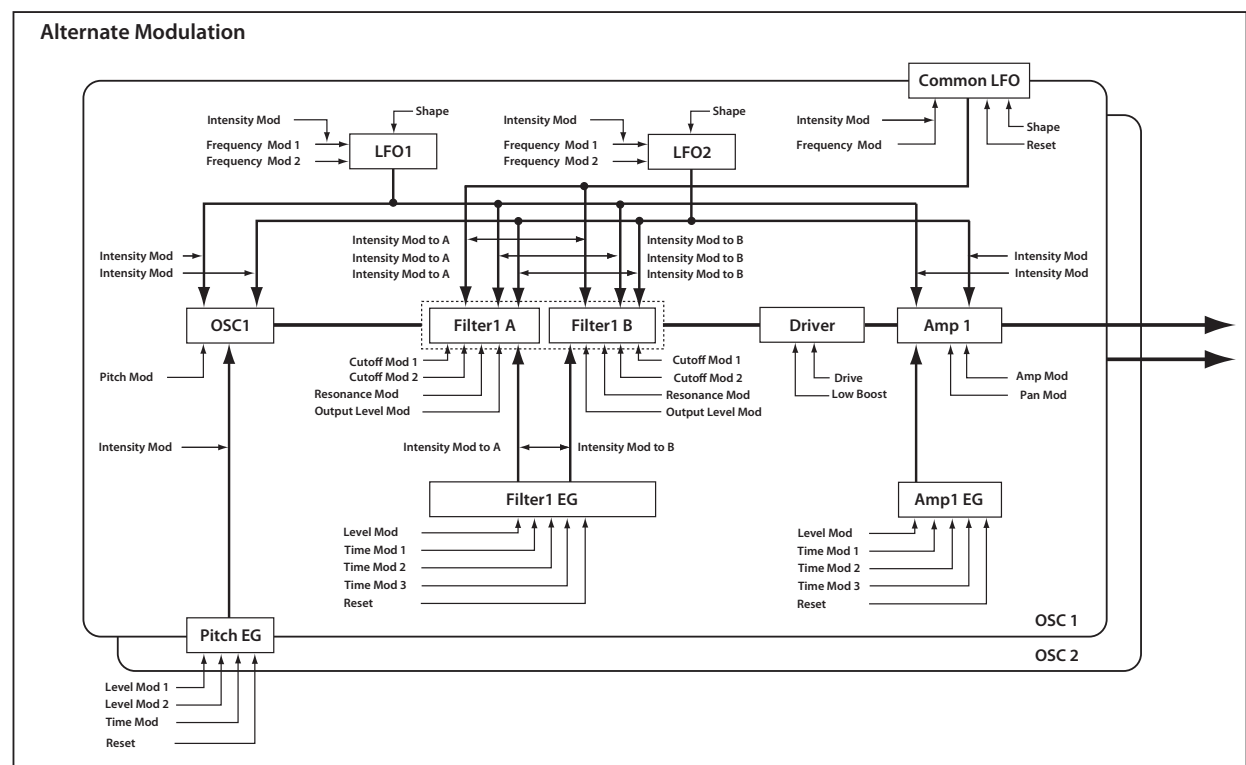 Alternate Modulation
Common LFO
Intensity Mod
Frequency Mod
Shape
Reset
Shape
Intensity Mod
Frequency Mod 1
Frequency Mod 2
LFO1
Shape
Intensity Mod
Frequency Mod 1
Frequency Mod 2
LFO2
Intensity Mod
Intensity Mod
Intensity Mod to A
Intensity Mod to A
Intensity Mod to A
Intensity Mod to B
Intensity Mod to B
Intensity Mod to B
Intensity Mod
Intensity Mod
OSC1
Filter1 A
Filter1 B
Driver
Amp 1
Pitch Mod
Cutoff Mod 1
Cutoff Mod 2
Resonance Mod
Output Level Mod
Cutoff Mod 1
Cutoff Mod 2
Resonance Mod
Output Level Mod
Drive
Low Boost
Amp Mod
Pan Mod
Intensity Mod
Intensity Mod to A
Intensity Mod to B
Filter1 EG
Amp1 EG
Level Mod
Time Mod 1
Time Mod 2
Time Mod 3
Reset
Level Mod
Time Mod 1
Time Mod 2
Time Mod 3
Reset
OSC 1
Pitch EG
OSC 2
Level Mod 1
Level Mod 2
Time Mod
Reset